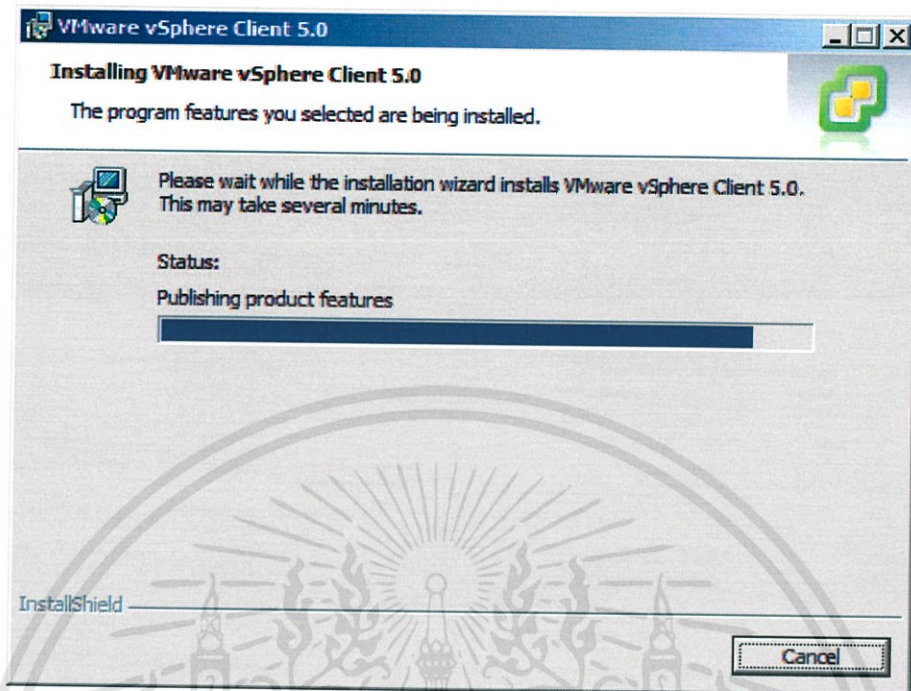 VMware vSphere Client 5.0
Installing VMware vSphere Client 5.0
The program features you selected are being installed.
Please wait while the installation wizard installs VMware vSphere Client 5.0.
This may take several minutes.
Status:
Publishing product features
InstallShield
Cancel